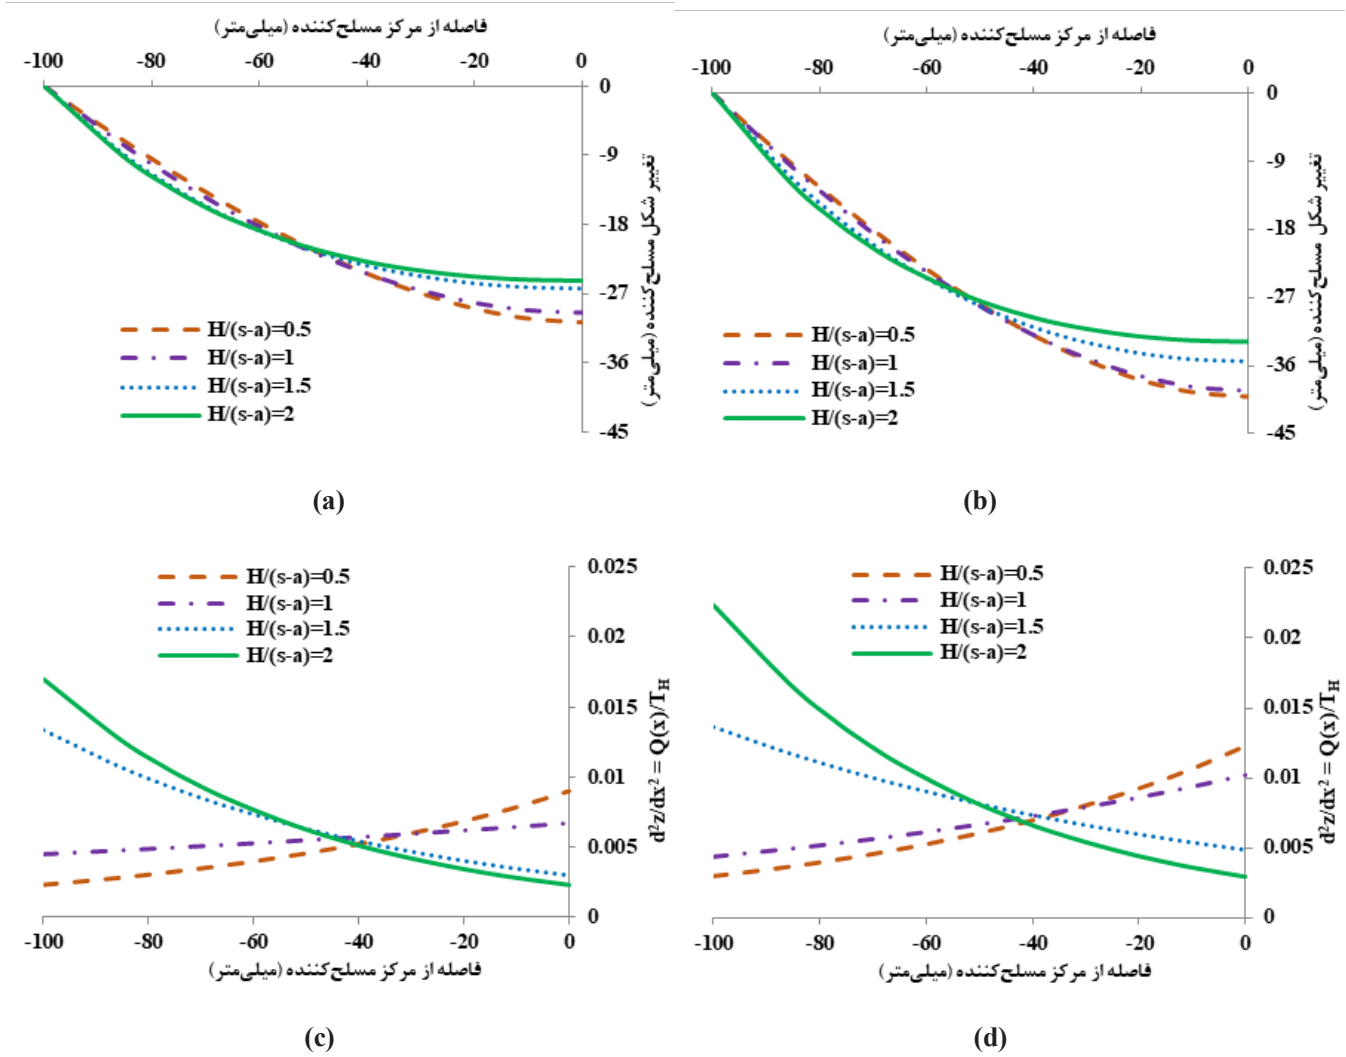 فاصله از مرکز مسلح‌کننده (میلی‌متر)
-100 -80 -60 -40 -20 0
0
-9
-18
-27
-36
-45
تغییر شکل مسلح‌کننده (میلی‌متر)
H/(s-a)=0.5
H/(s-a)=1
H/(s-a)=1.5
H/(s-a)=2
(a)
فاصله از مرکز مسلح‌کننده (میلی‌متر)
-100 -80 -60 -40 -20 0
0
-9
-18
-27
-36
-45
تغییر شکل مسلح‌کننده (میلی‌متر)
H/(s-a)=0.5
H/(s-a)=1
H/(s-a)=1.5
H/(s-a)=2
(b)
H/(s-a)=0.5
H/(s-a)=1
H/(s-a)=1.5
H/(s-a)=2
0.025
0.02
0.015
0.01
0.005
0
d²z/dx² = Q(x)/T_H
-100 -80 -60 -40 -20 0
فاصله از مرکز مسلح‌کننده (میلی‌متر)
(c)
H/(s-a)=0.5
H/(s-a)=1
H/(s-a)=1.5
H/(s-a)=2
0.025
0.02
0.015
0.01
0.005
0
d²z/dx² = Q(x)/T_H
-100 -80 -60 -40 -20 0
فاصله از مرکز مسلح‌کننده (میلی‌متر)
(d)